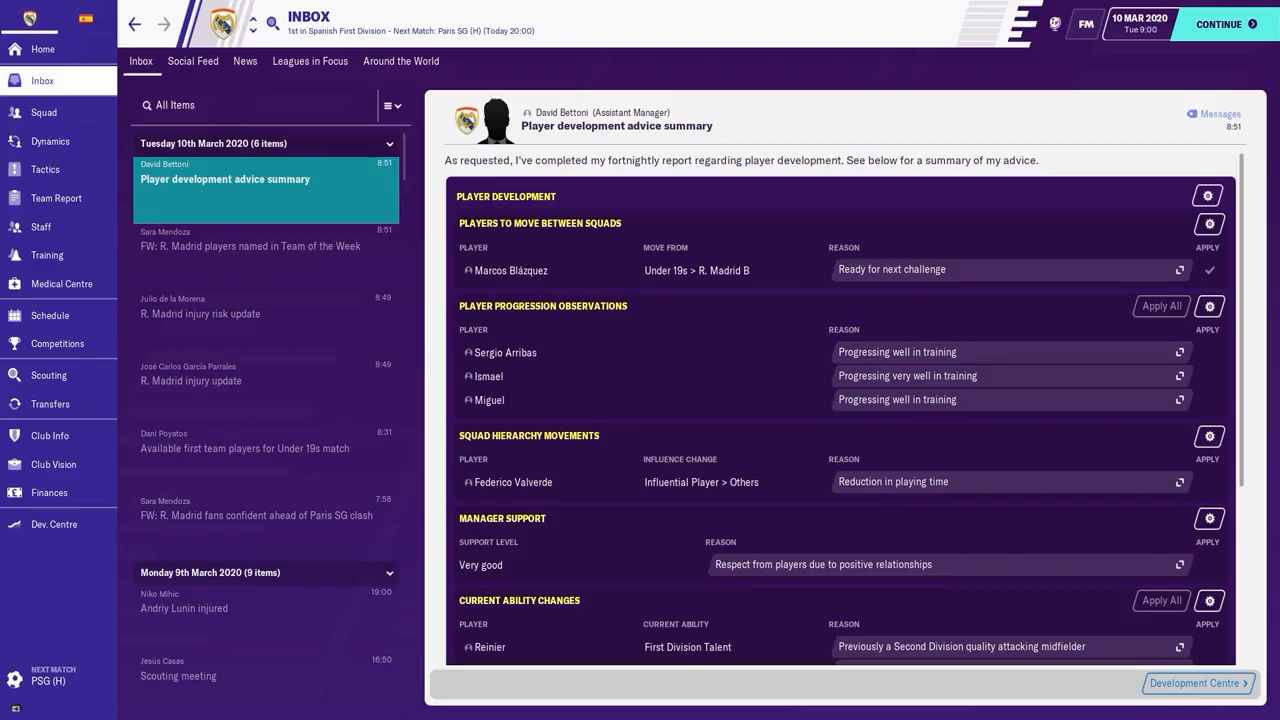 INBOX
1st in Spanish First Division - Next Match: Paris SG (H) (Today 20:00)
FM
10 MAR 2020
Tue 9:00
CONTINUE
Home
Inbox
Squad
Dynamics
Tactics
Team Report
Staff
Training
Medical Centre
Schedule
Competitions
Scouting
Transfers
Club Info
Club Vision
Finances
Dev. Centre
NEXT MATCH
PSG (H)
Inbox Social Feed News Leagues in Focus Around the World
All Items
Tuesday 10th March 2020 (6 items)
David Bettoni 8:51
Player development advice summary
Sara Mendoza 8:51
FW: R. Madrid players named in Team of the Week
Julio de la Morena 8:49
R. Madrid injury risk update
José Carlos García Parrales 8:49
R. Madrid injury update
Dani Poyatos 8:31
Available first team players for Under 19s match
Sara Mendoza 7:58
FW: R. Madrid fans confident ahead of Paris SG clash
Monday 9th March 2020 (9 items)
Niko Mihic 19:00
Andriy Lunin injured
Jesús Casas 16:50
Scouting meeting
David Bettoni (Assistant Manager) Messages
Player development advice summary 8:51
As requested, I've completed my fortnightly report regarding player development. See below for a summary of my advice.
PLAYER DEVELOPMENT
PLAYERS TO MOVE BETWEEN SQUADS
PLAYER MOVE FROM REASON APPLY
Marcos Blázquez Under 19s > R. Madrid B Ready for next challenge
PLAYER PROGRESSION OBSERVATIONS Apply All
PLAYER REASON APPLY
Sergio Arribas Progressing well in training
Ismael Progressing very well in training
Miguel Progressing well in training
SQUAD HIERARCHY MOVEMENTS
PLAYER INFLUENCE CHANGE REASON APPLY
Federico Valverde Influential Player > Others Reduction in playing time
MANAGER SUPPORT
SUPPORT LEVEL REASON APPLY
Very good Respect from players due to positive relationships
CURRENT ABILITY CHANGES Apply All
PLAYER CURRENT ABILITY REASON APPLY
Reinier First Division Talent Previously a Second Division quality attacking midfielder
Development Centre >